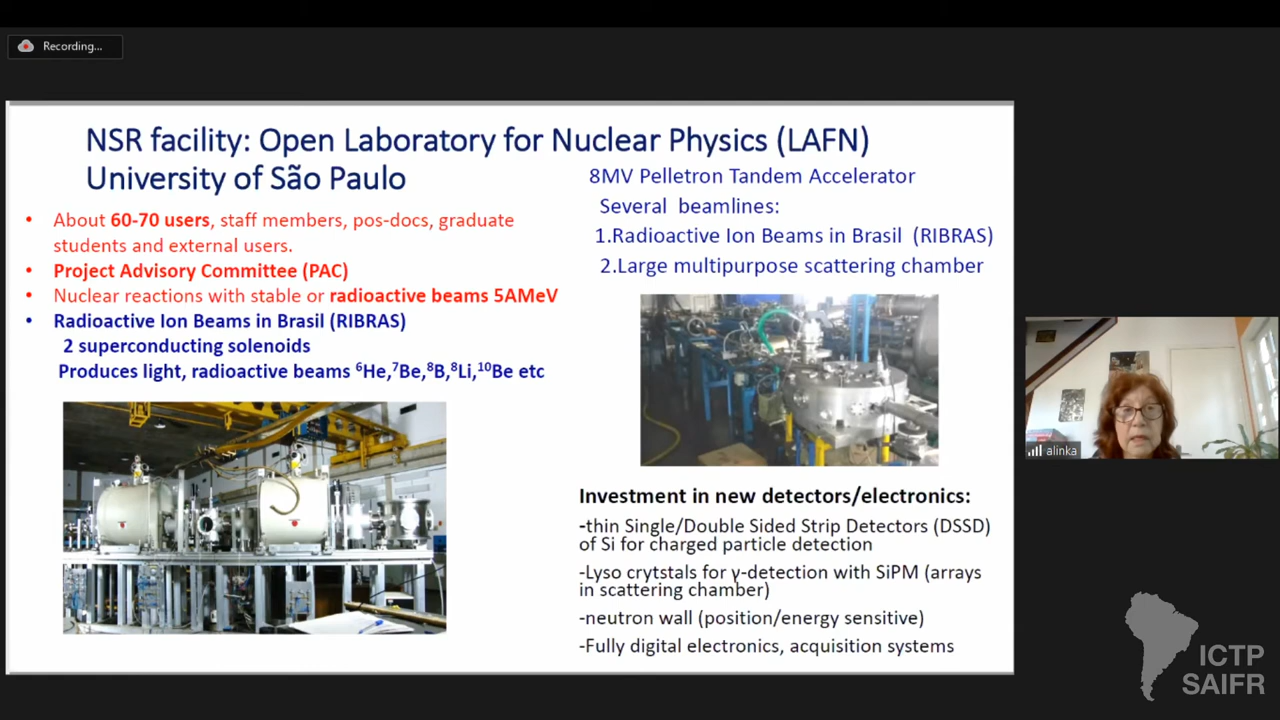 Recording...
NSR facility: Open Laboratory for Nuclear Physics (LAFN)
University of São Paulo
• About 60-70 users, staff members, pos-docs, graduate
students and external users.
• Project Advisory Committee (PAC)
• Nuclear reactions with stable or radioactive beams 5AMeV
• Radioactive Ion Beams in Brasil (RIBRAS)
2 superconducting solenoids
Produces light, radioactive beams ⁶He,⁷Be,⁸B,⁸Li,¹⁰Be etc
8MV Pelletron Tandem Accelerator
Several beamlines:
1.Radioactive Ion Beams in Brasil (RIBRAS)
2.Large multipurpose scattering chamber
Investment in new detectors/electronics:
-thin Single/Double Sided Strip Detectors (DSSD)
of Si for charged particle detection
-Lyso crytstals for γ-detection with SiPM (arrays
in scattering chamber)
-neutron wall (position/energy sensitive)
-Fully digital electronics, acquisition systems
alinka
ICTP
SAIFR